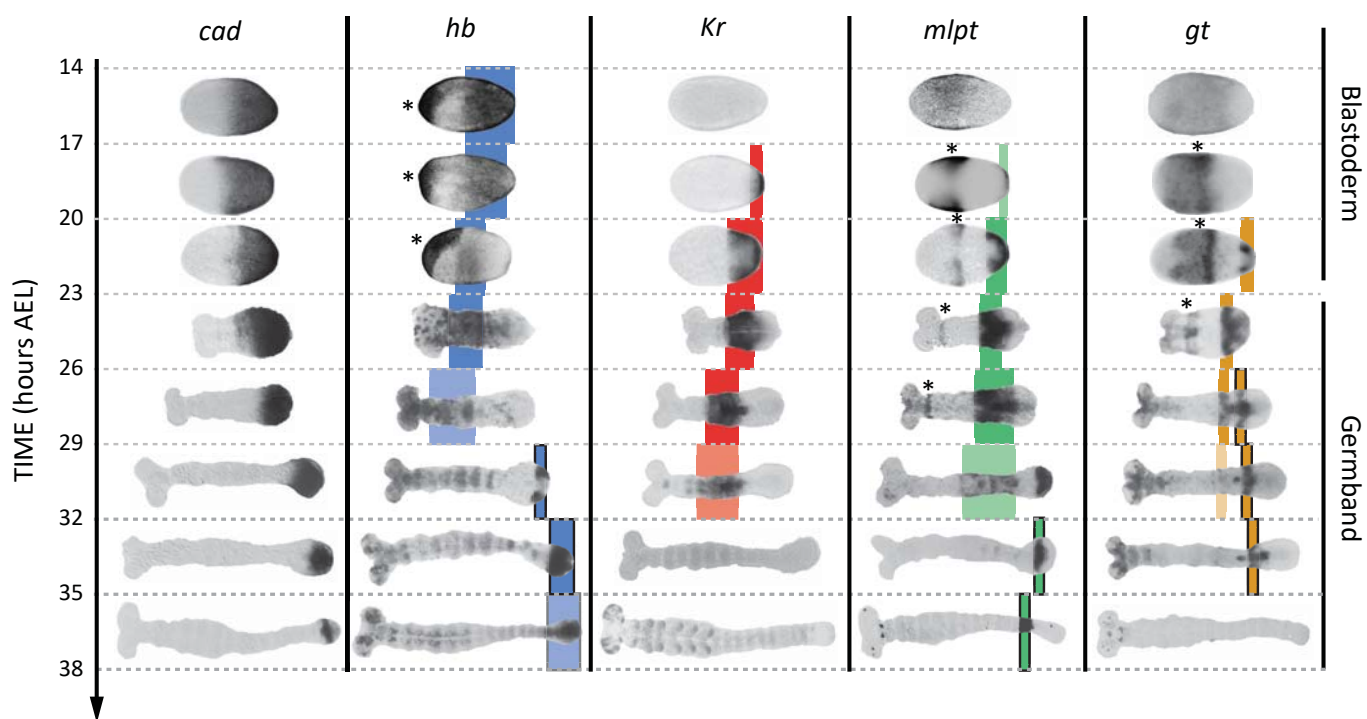 cad hb Kr mlpt gt
14
*
17
* * *
20
* * *
23
* *
26
*
29
32
35
38
TIME (hours AEL)
Blastoderm
Germband